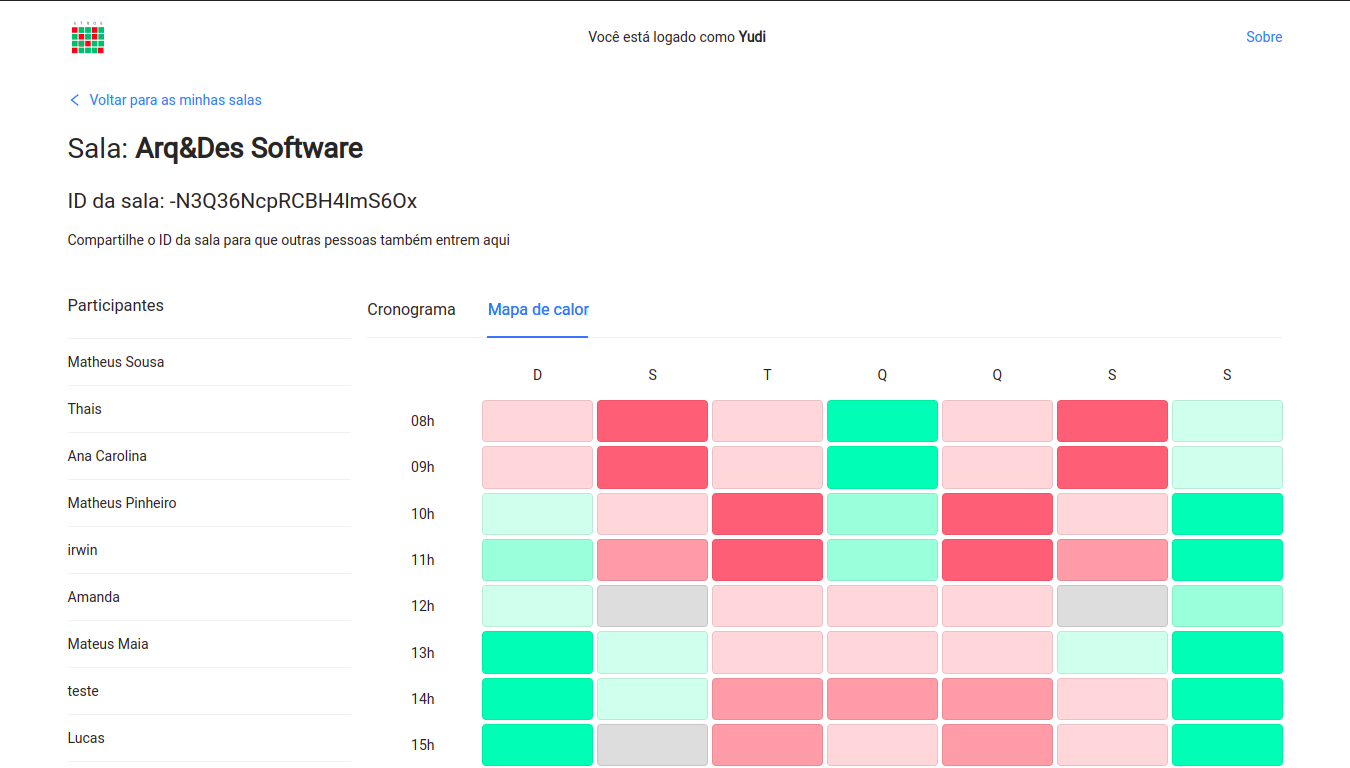 Você está logado como Yudi
Sobre
Voltar para as minhas salas
Sala: Arq&Des Software
ID da sala: -N3Q36NcpRCBH4ImS6Ox
Compartilhe o ID da sala para que outras pessoas também entrem aqui
Participantes
Matheus Sousa
Thais
Ana Carolina
Matheus Pinheiro
irwin
Amanda
Mateus Maia
teste
Lucas
Cronograma Mapa de calor
D S T Q Q S S
08h
09h
10h
11h
12h
13h
14h
15h